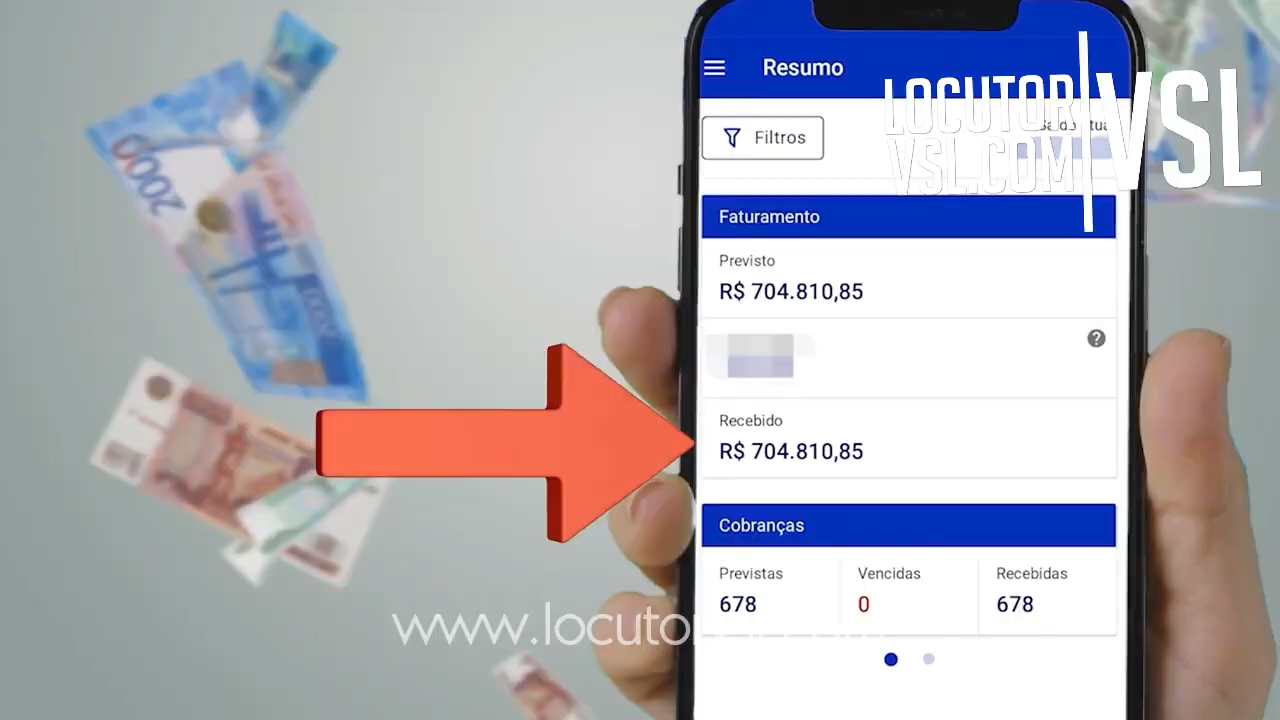 Resumo
LOCUTOR
VSL.COM
VSL
Filtros
Faturamento
Previsto
R$ 704.810,85
Recebido
R$ 704.810,85
Cobranças
Previstas
Vencidas
Recebidas
678
0
678
2000